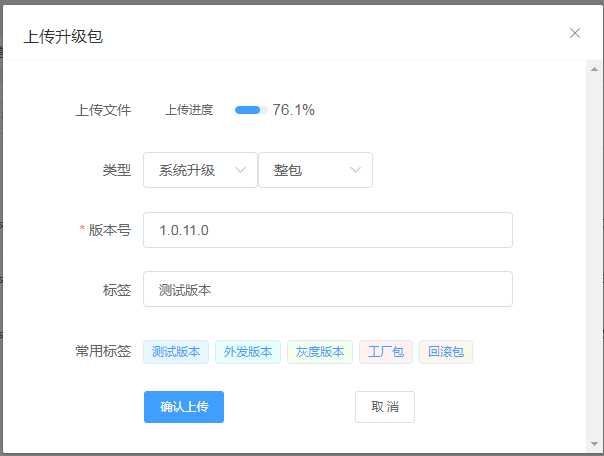 上传升级包
上传文件 上传进度 76.1%
类型 系统升级 整包
* 版本号 1.0.11.0
标签 测试版本
常用标签 测试版本 外发版本 灰度版本 工厂包 回滚包
确认上传 取 消